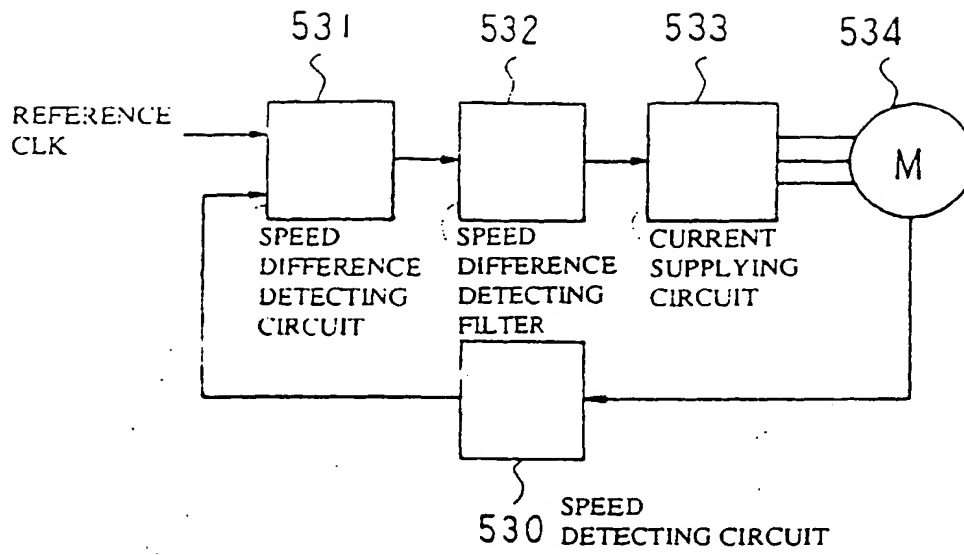 531
532
533
534
REFERENCE
CLK
M
SPEED
DIFFERENCE
DETECTING
CIRCUIT
SPEED
DIFFERENCE
DETECTING
FILTER
CURRENT
SUPPLYING
CIRCUIT
530
SPEED
DETECTING CIRCUIT